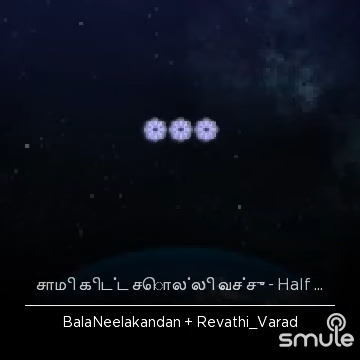 சாமி கிட்ட சொல்லி வச்சு - Half ...
BalaNeelakandan + Revathi_Varad
smule